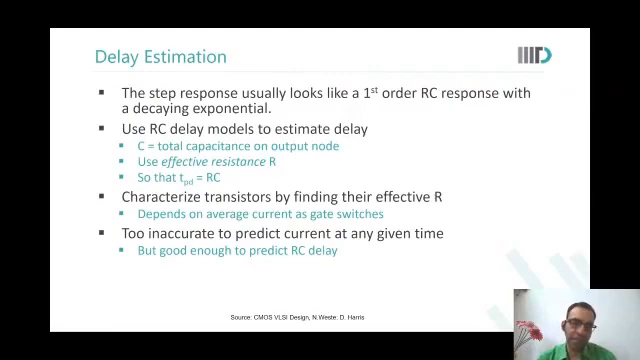 Delay Estimation
The step response usually looks like a 1st order RC response with
a decaying exponential.
Use RC delay models to estimate delay
C = total capacitance on output node
Use effective resistance R
So that tpd = RC
Characterize transistors by finding their effective R
Depends on average current as gate switches
Too inaccurate to predict current at any given time
But good enough to predict RC delay
Source: CMOS VLSI Design, N.Weste: D. Harris